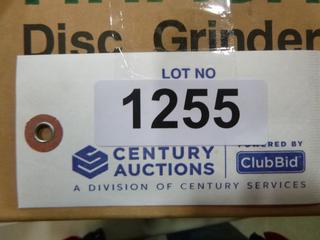 Disc Grinder
LOT NO
1255
CENTURY AUCTIONS
POWERED BY
ClubBid
A DIVISION OF CENTURY SERVICES